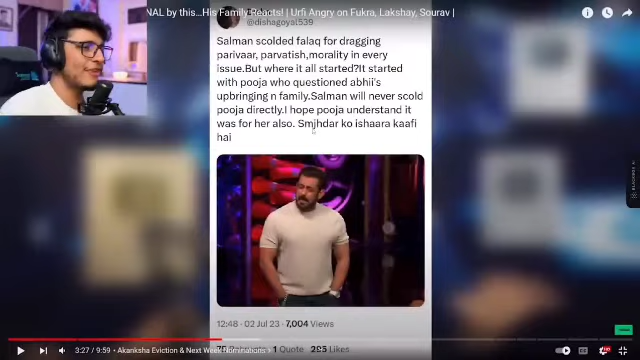 NAL by this...His Family Reacts! | Urfi Angry on Fukra, Lakshay, Sourav |
@dishagoyal539
Salman scolded falaq for dragging
parivaar, parvatish,morality in every
issue.But where it all started?It started
with pooja who questioned abhii's
upbringing n family.Salman will never scold
pooja directly.I hope pooja understand it
was for her also. Smjhdar ko ishaara kaafi
hai
12:48 - 02 Jul 23 - 7,004 Views
1 Quote 295 Likes
3:27 / 9:59 • Akanksha Eviction & Next Week Nominations >